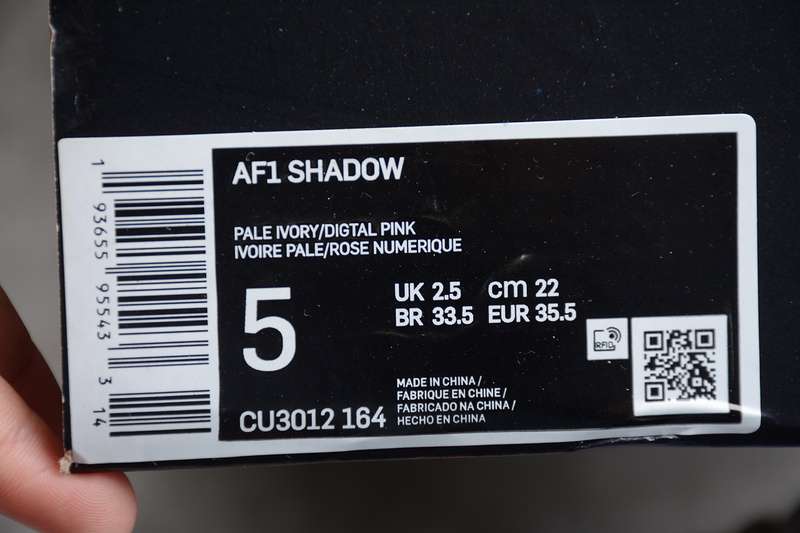 AF1 SHADOW
PALE IVORY/DIGTAL PINK
IVOIRE PALE/ROSE NUMERIQUE
5
UK 2.5 cm 22
BR 33.5 EUR 35.5
RFID
MADE IN CHINA /
FABRIQUE EN CHINE /
FABRICADO NA CHINA /
HECHO EN CHINA
CU3012 164
1 93655 95543 3 14